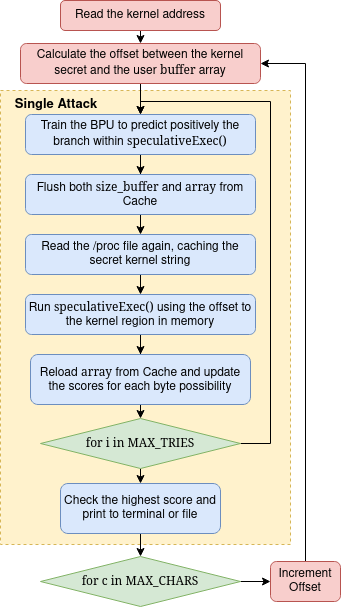 Read the kernel address
Calculate the offset between the kernel
secret and the user buffer array
Single Attack
Train the BPU to predict positively the
branch within speculativeExec()
Flush both size_buffer and array from
Cache
Read the /proc file again, caching the
secret kernel string
Run speculativeExec() using the offset to
the kernel region in memory
Reload array from Cache and update
the scores for each byte possibility
for i in MAX_TRIES
Check the highest score and
print to terminal or file
for c in MAX_CHARS
Increment
Offset